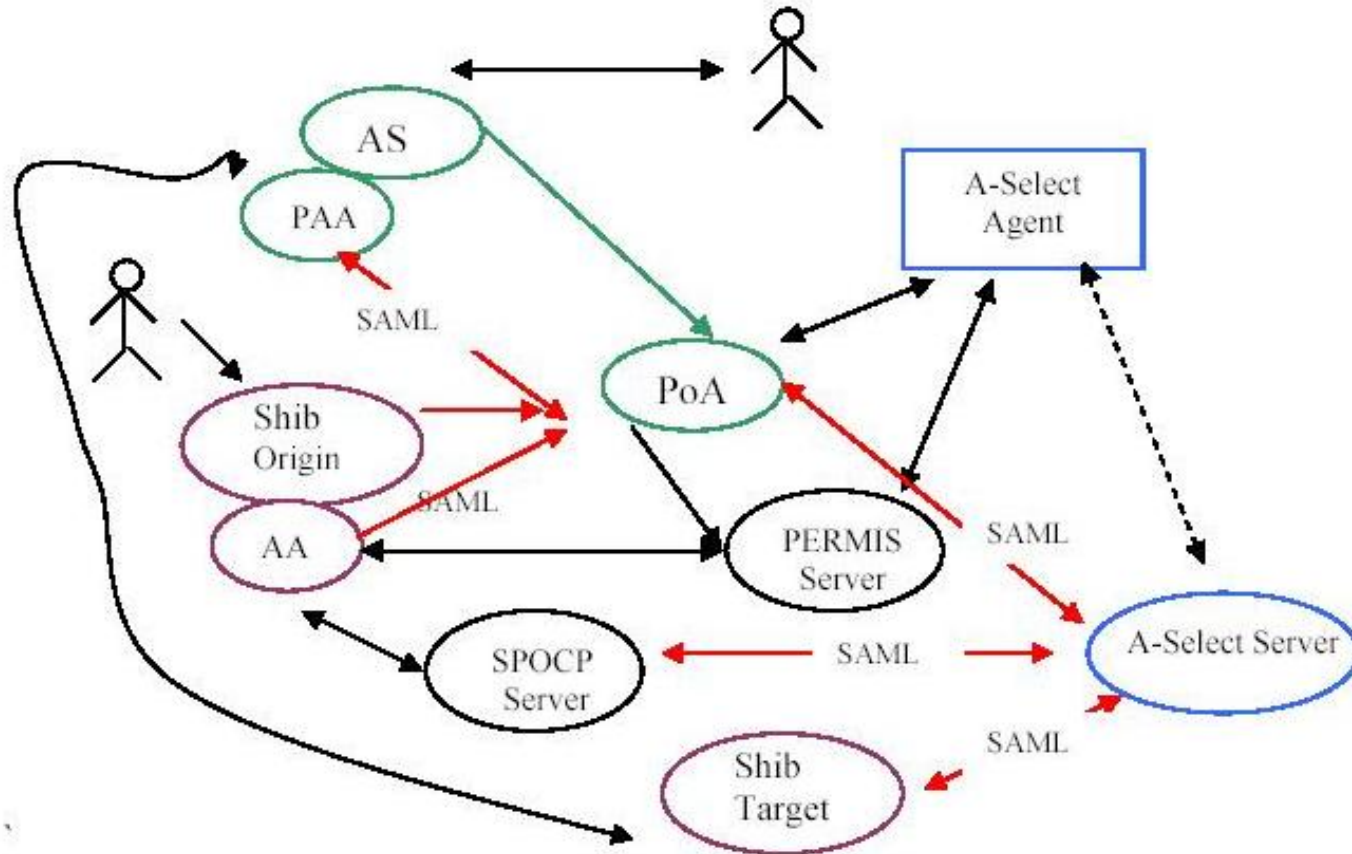 AS
PAA
A-Select
Agent
SAML
PoA
Shib
Origin
SAML
AA
PERMIS
Server
SAML
SPOCP
Server
SAML
A-Select Server
SAML
Shib
Target